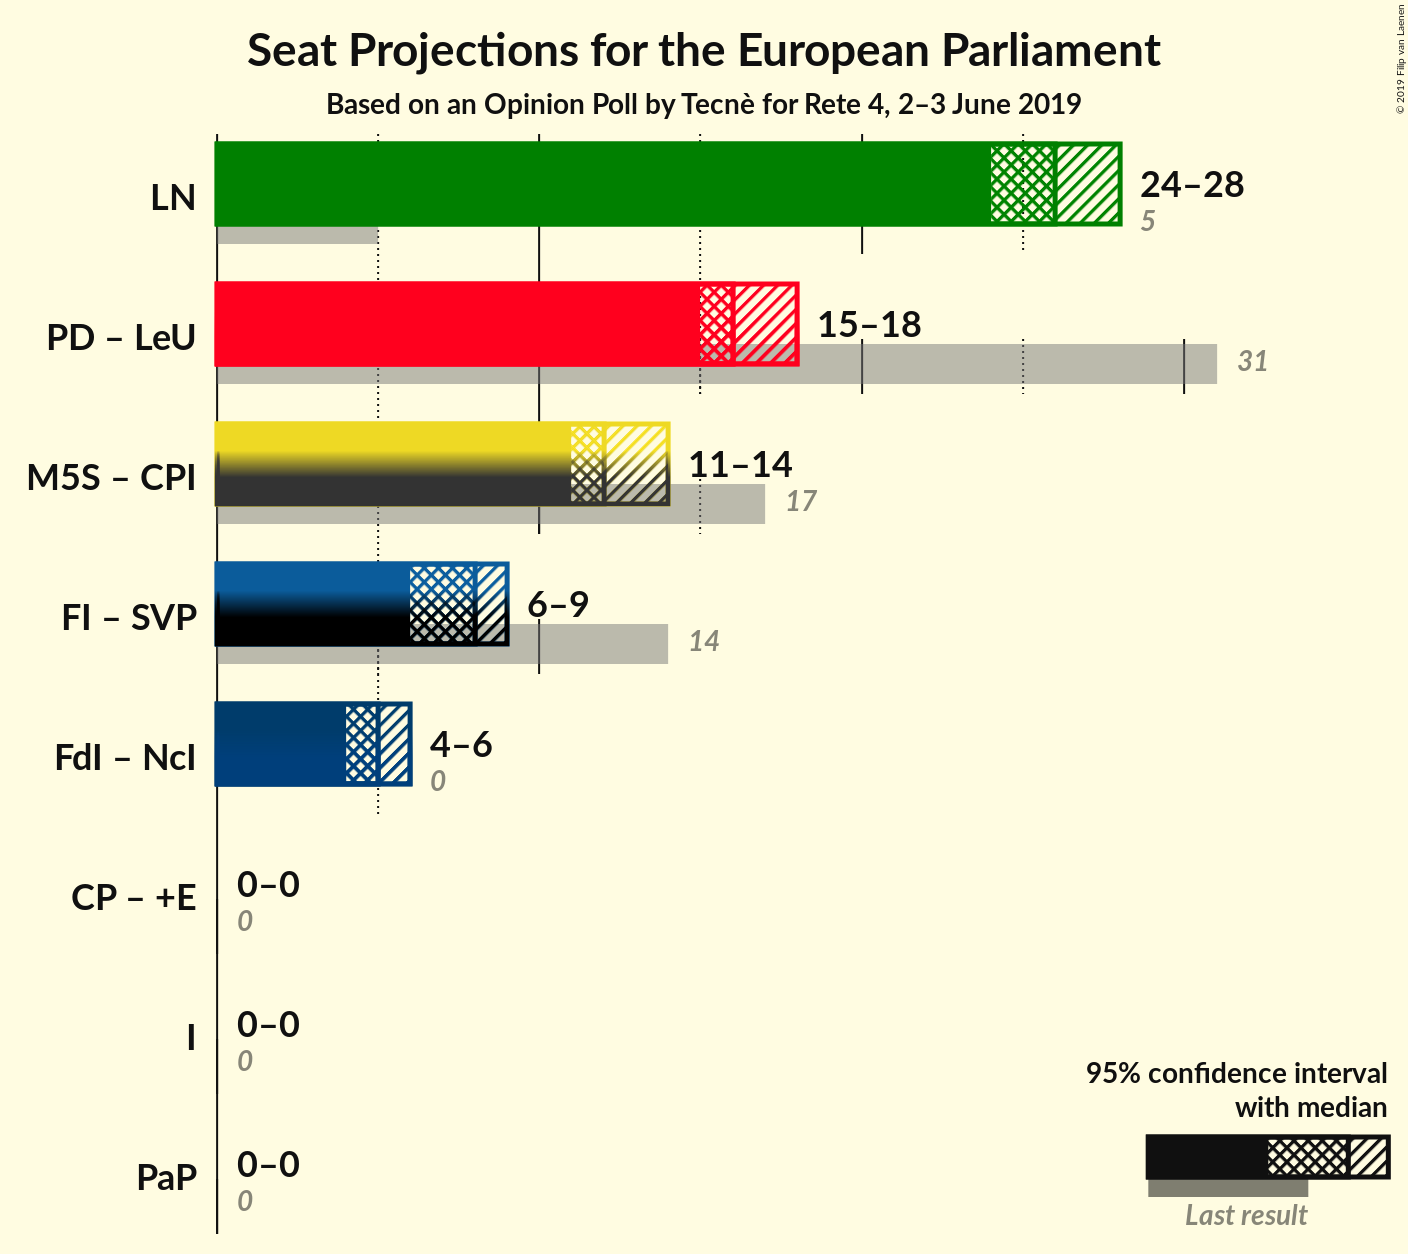 Seat Projections for the European Parliament
Based on an Opinion Poll by Tecnè for Rete 4, 2–3 June 2019
© 2019 Filip van Laenen
LN
24–28
5
PD – LeU
15–18
31
M5S – CPI
11–14
17
FI – SVP
6–9
14
FdI – NcI
4–6
0
CP – +E
0–0
0
I
0–0
0
PaP
0–0
0
95% confidence interval
with median
Last result